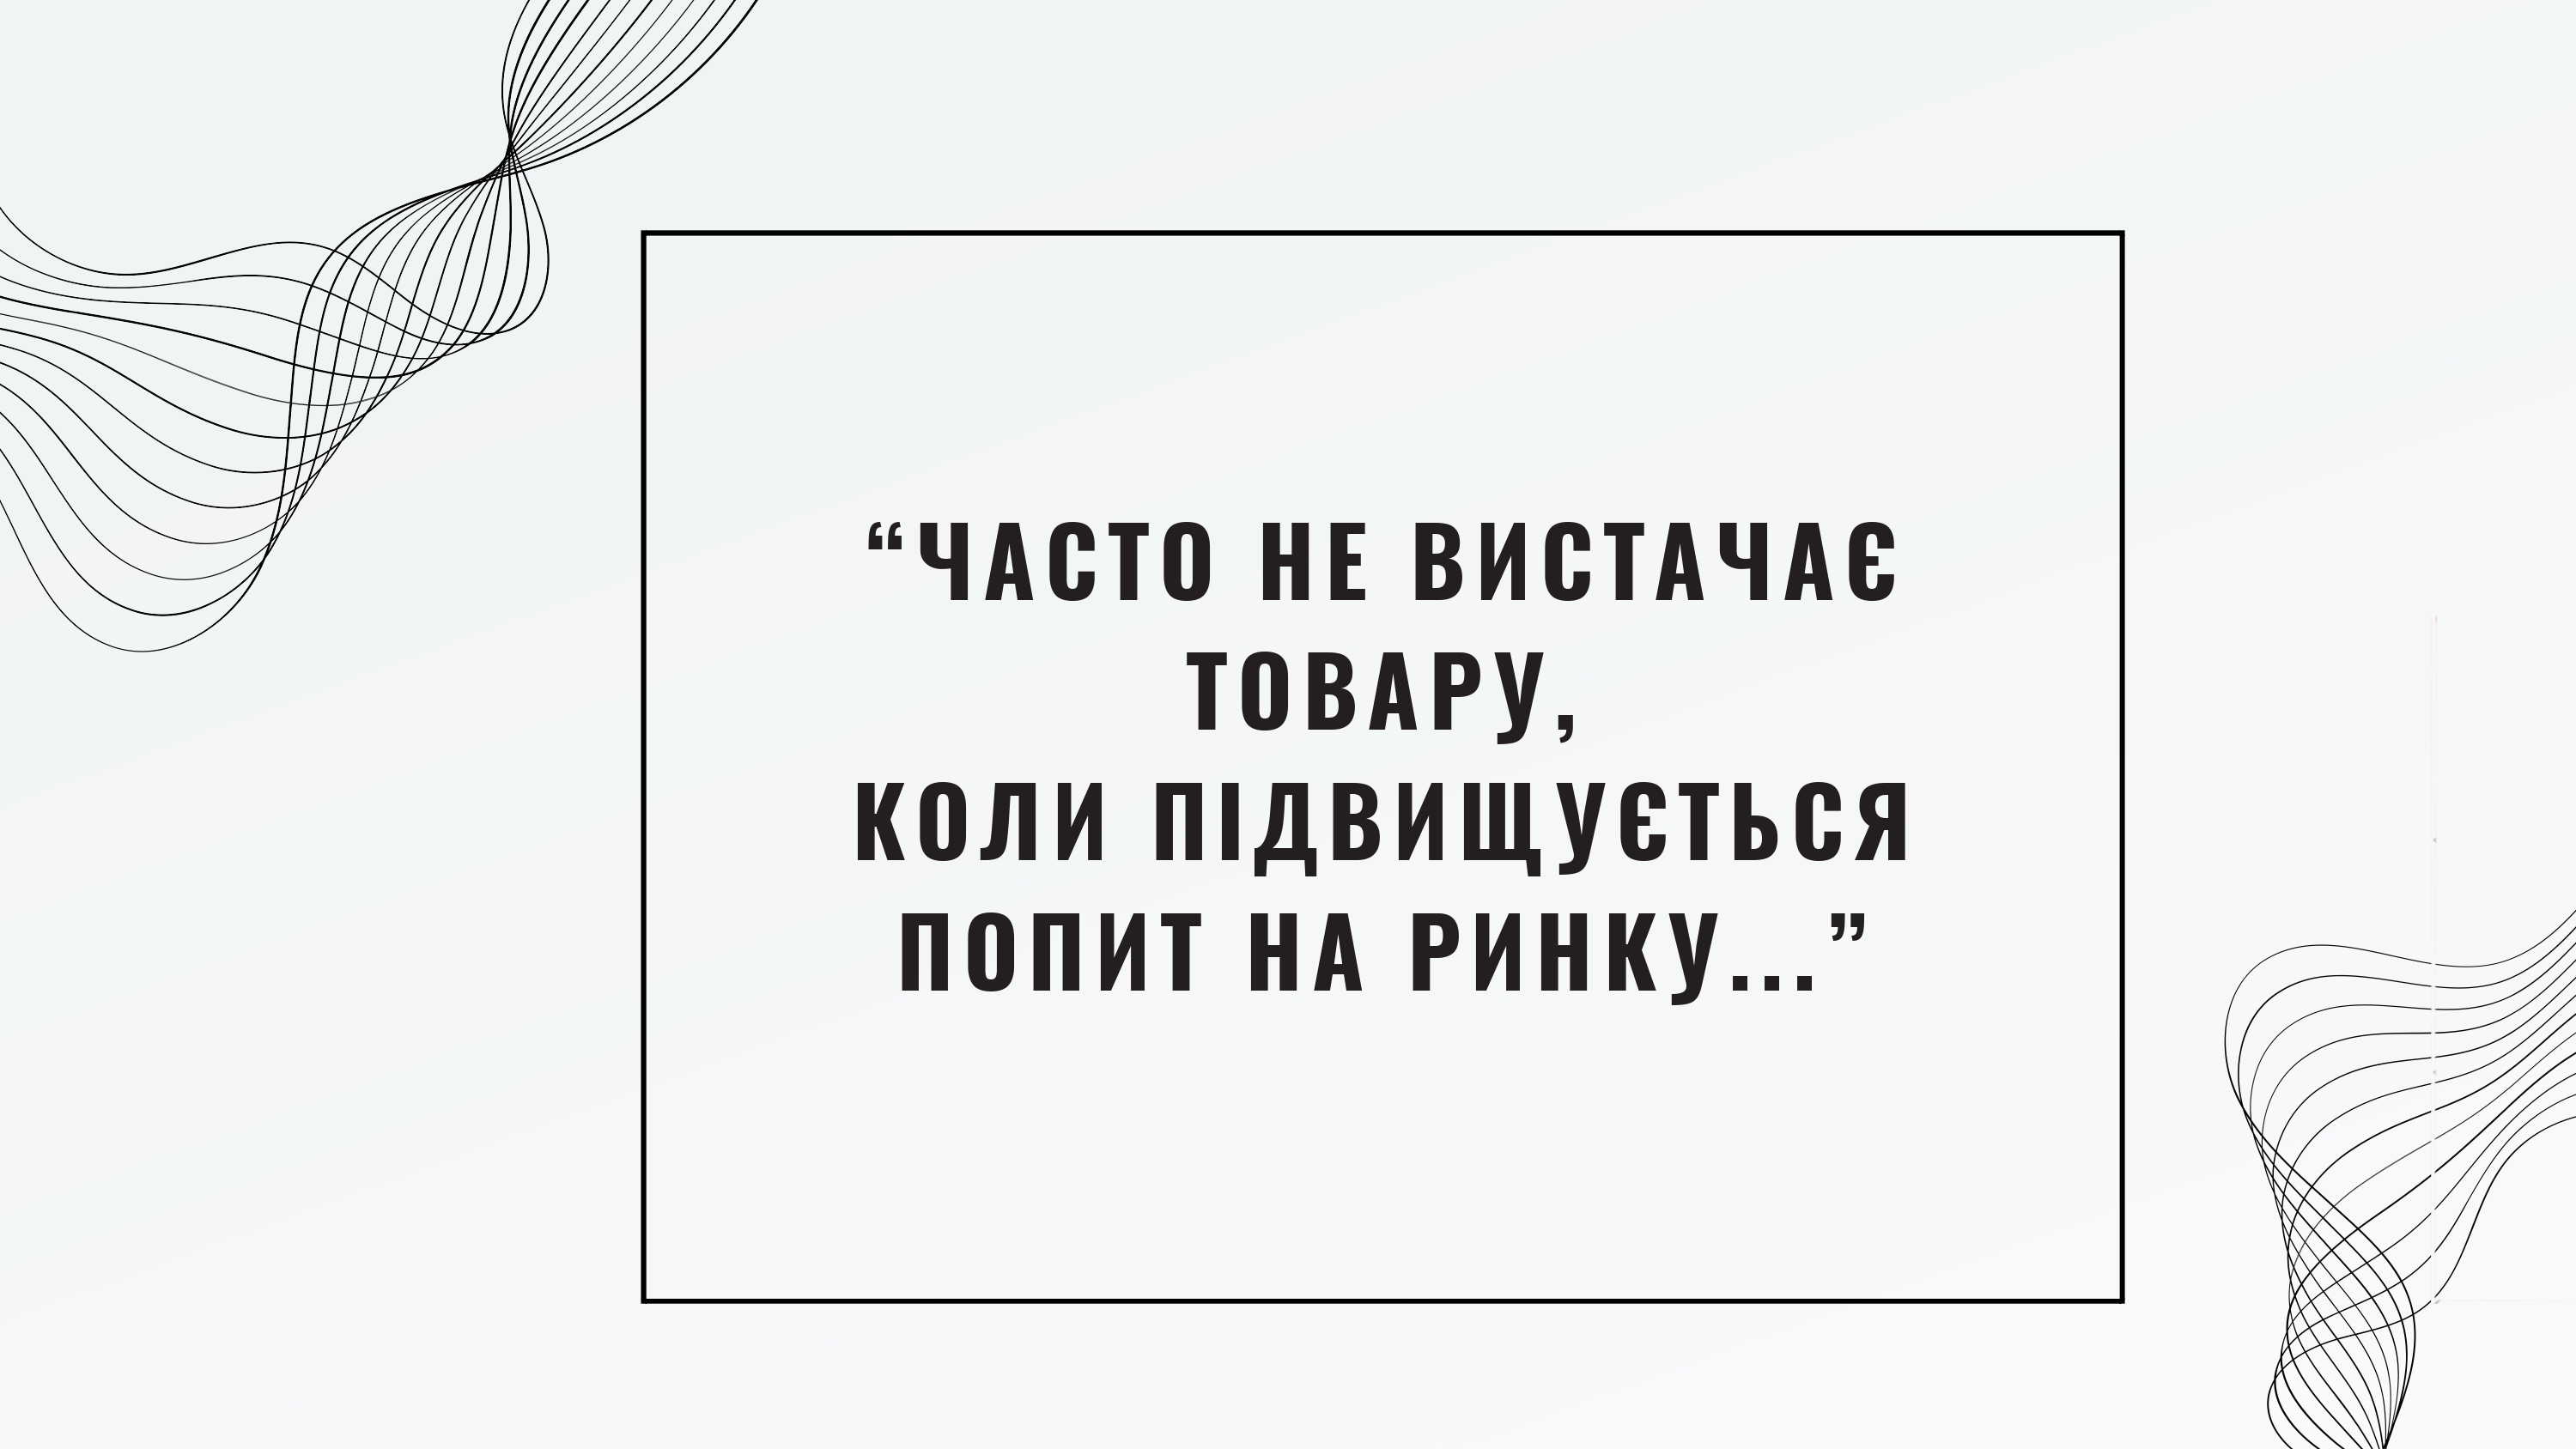 “ЧАСТО НЕ ВИСТАЧАЄ
ТОВАРУ,
КОЛИ ПІДВИЩУЄТЬСЯ
ПОПИТ НА РИНКУ...”